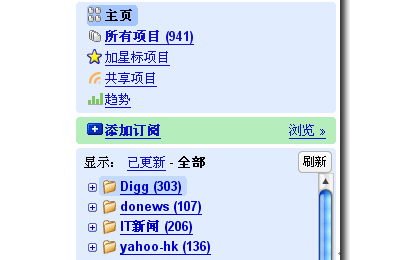 主页
所有项目 (941)
加星标项目
共享项目
趋势
添加订阅 浏览 »
显示： 已更新 - 全部 刷新
Digg (303)
donews (107)
IT新闻 (206)
yahoo-hk (136)